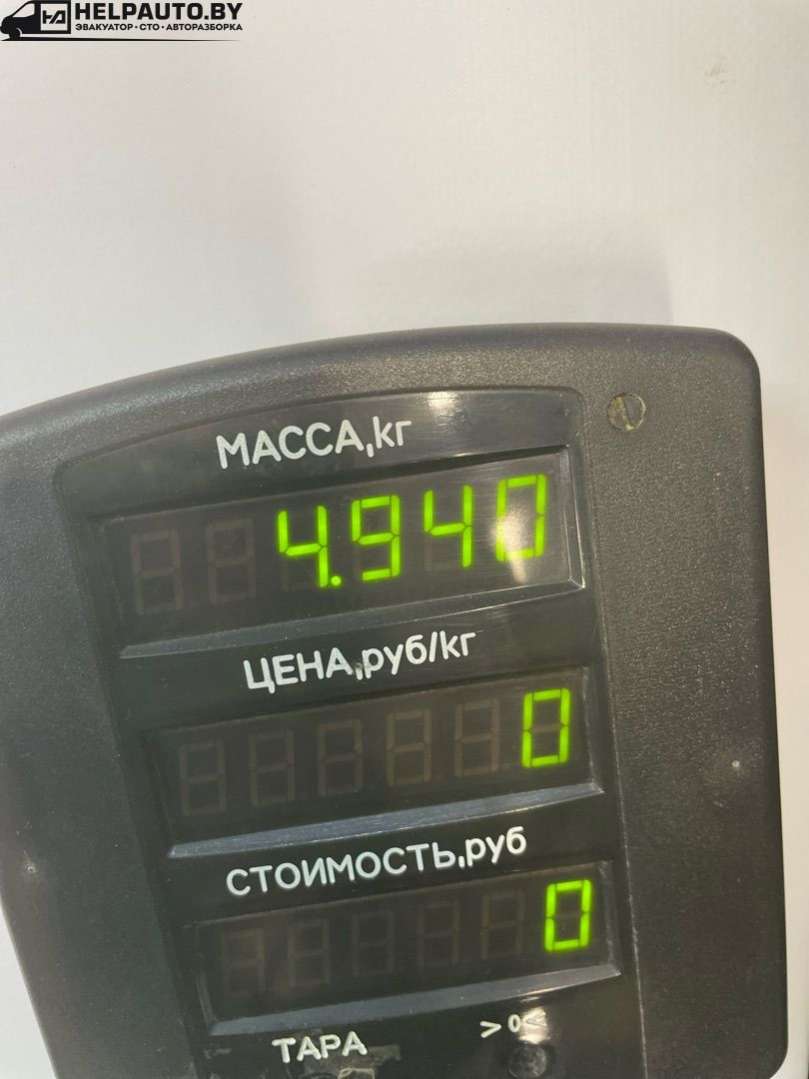 HELPAUTO.BY
ЭВАКУАТОР • СТО • АВТОРАЗБОРКА
МАССА,кг
4.940
ЦЕНА,руб/кг
0
СТОИМОСТЬ,руб
0
ТАРА >0<